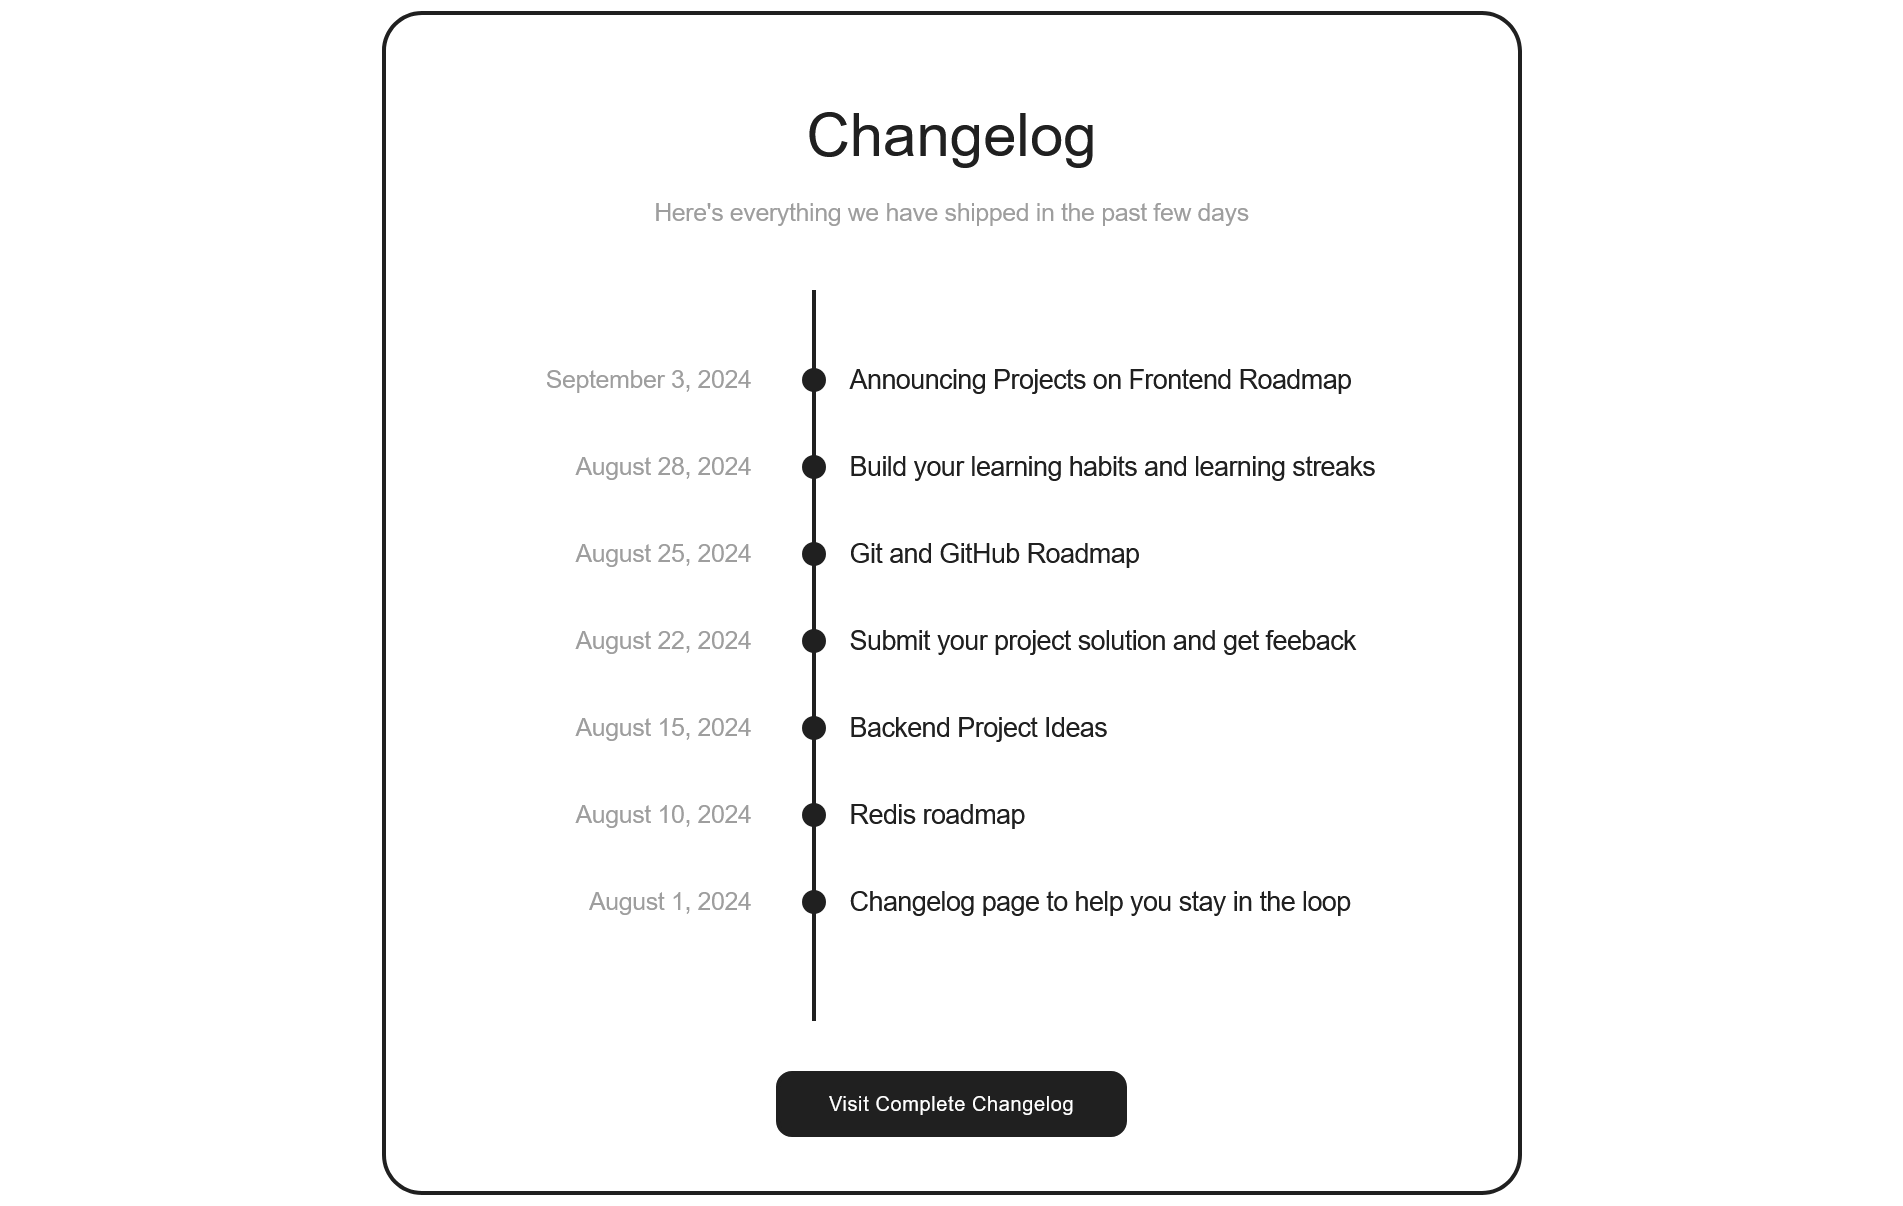 Changelog
Here's everything we have shipped in the past few days
September 3, 2024 Announcing Projects on Frontend Roadmap
August 28, 2024 Build your learning habits and learning streaks
August 25, 2024 Git and GitHub Roadmap
August 22, 2024 Submit your project solution and get feeback
August 15, 2024 Backend Project Ideas
August 10, 2024 Redis roadmap
August 1, 2024 Changelog page to help you stay in the loop
Visit Complete Changelog